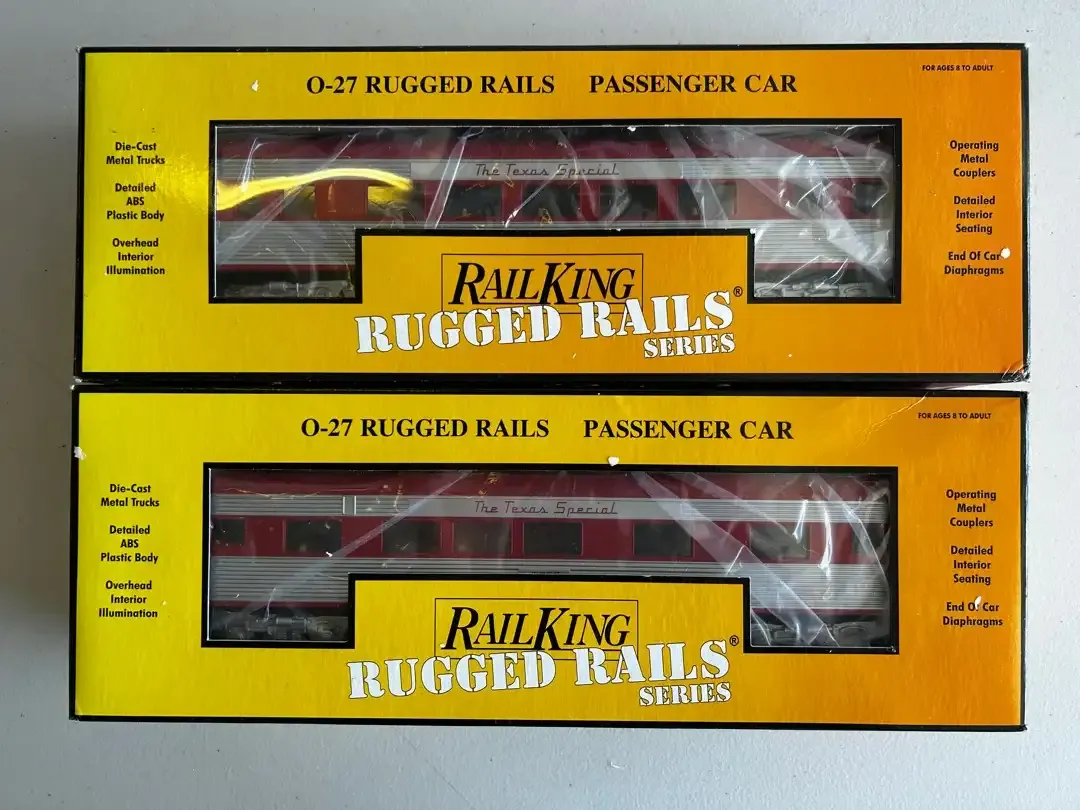 FOR AGES 8 TO ADULT
O-27 RUGGED RAILS PASSENGER CAR
Die-Cast
Metal Trucks
Detailed
ABS
Plastic Body
Overhead
Interior
Illumination
The Texas Special
Operating
Metal
Couplers
Detailed
Interior
Seating
End Of Car
Diaphragms
RAILKING
RUGGED RAILS®
SERIES
FOR AGES 8 TO ADULT
O-27 RUGGED RAILS PASSENGER CAR
Die-Cast
Metal Trucks
Detailed
ABS
Plastic Body
Overhead
Interior
Illumination
The Texas Special
Operating
Metal
Couplers
Detailed
Interior
Seating
End Of Car
Diaphragms
RAILKING
RUGGED RAILS®
SERIES